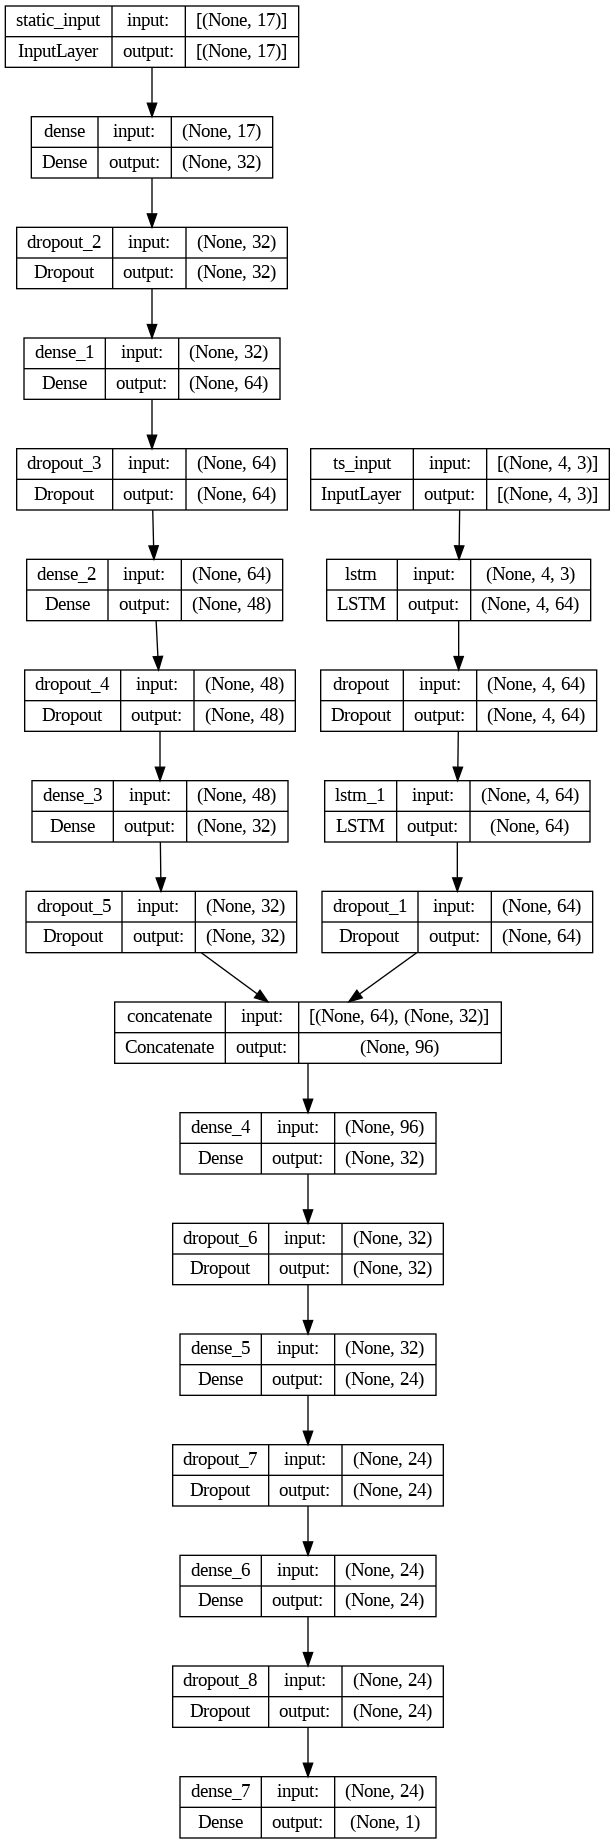 static_input input: [(None, 17)]
InputLayer output: [(None, 17)]
dense input: (None, 17)
Dense output: (None, 32)
dropout_2 input: (None, 32)
Dropout output: (None, 32)
dense_1 input: (None, 32)
Dense output: (None, 64)
dropout_3 input: (None, 64)
Dropout output: (None, 64)
ts_input input: [(None, 4, 3)]
InputLayer output: [(None, 4, 3)]
dense_2 input: (None, 64)
Dense output: (None, 48)
lstm input: (None, 4, 3)
LSTM output: (None, 4, 64)
dropout_4 input: (None, 48)
Dropout output: (None, 48)
dropout input: (None, 4, 64)
Dropout output: (None, 4, 64)
dense_3 input: (None, 48)
Dense output: (None, 32)
lstm_1 input: (None, 4, 64)
LSTM output: (None, 64)
dropout_5 input: (None, 32)
Dropout output: (None, 32)
dropout_1 input: (None, 64)
Dropout output: (None, 64)
concatenate input: [(None, 64), (None, 32)]
Concatenate output: (None, 96)
dense_4 input: (None, 96)
Dense output: (None, 32)
dropout_6 input: (None, 32)
Dropout output: (None, 32)
dense_5 input: (None, 32)
Dense output: (None, 24)
dropout_7 input: (None, 24)
Dropout output: (None, 24)
dense_6 input: (None, 24)
Dense output: (None, 24)
dropout_8 input: (None, 24)
Dropout output: (None, 24)
dense_7 input: (None, 24)
Dense output: (None, 1)